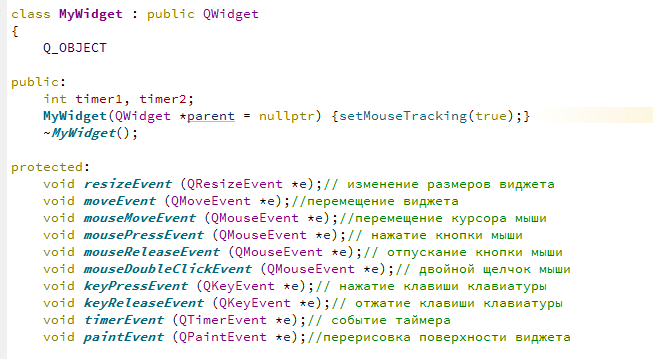 class MyWidget : public QWidget
{
    Q_OBJECT

public:
    int timer1, timer2;
    MyWidget(QWidget *parent = nullptr) {setMouseTracking(true);}
    ~MyWidget();

protected:
    void resizeEvent (QResizeEvent *e);// изменение размеров виджета
    void moveEvent (QMoveEvent *e);//перемещение виджета
    void mouseMoveEvent (QMouseEvent *e);//перемещение курсора мыши
    void mousePressEvent (QMouseEvent *e);// нажатие кнопки мыши
    void mouseReleaseEvent (QMouseEvent *e);// отпускание кнопки мыши
    void mouseDoubleClickEvent (QMouseEvent *e);// двойной щелчок мыши
    void keyPressEvent (QKeyEvent *e);// нажатие клавиши клавиатуры
    void keyReleaseEvent (QKeyEvent *e);// отжатие клавиши клавиатуры
    void timerEvent (QTimerEvent *e);// событие таймера
    void paintEvent (QPaintEvent *e);//перерисовка поверхности виджета